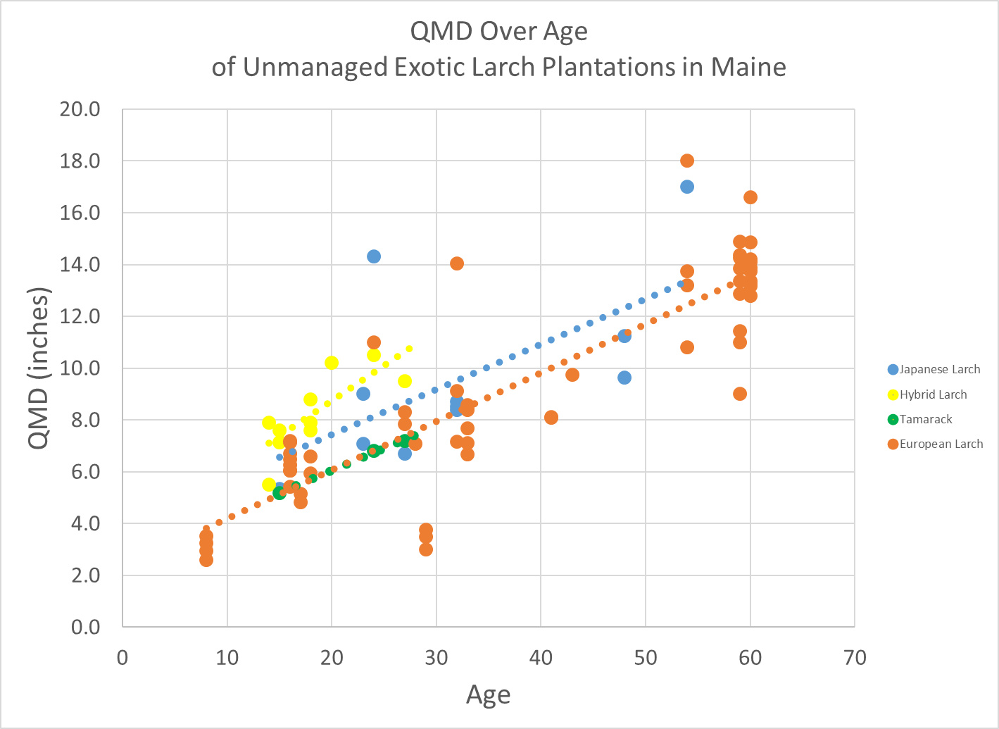 QMD Over Age
of Unmanaged Exotic Larch Plantations in Maine
20.0
18.0
16.0
14.0
12.0
10.0
8.0
6.0
4.0
2.0
0.0
QMD (inches)
0 10 20 30 40 50 60 70
Age
Japanese Larch
Hybrid Larch
Tamarack
European Larch